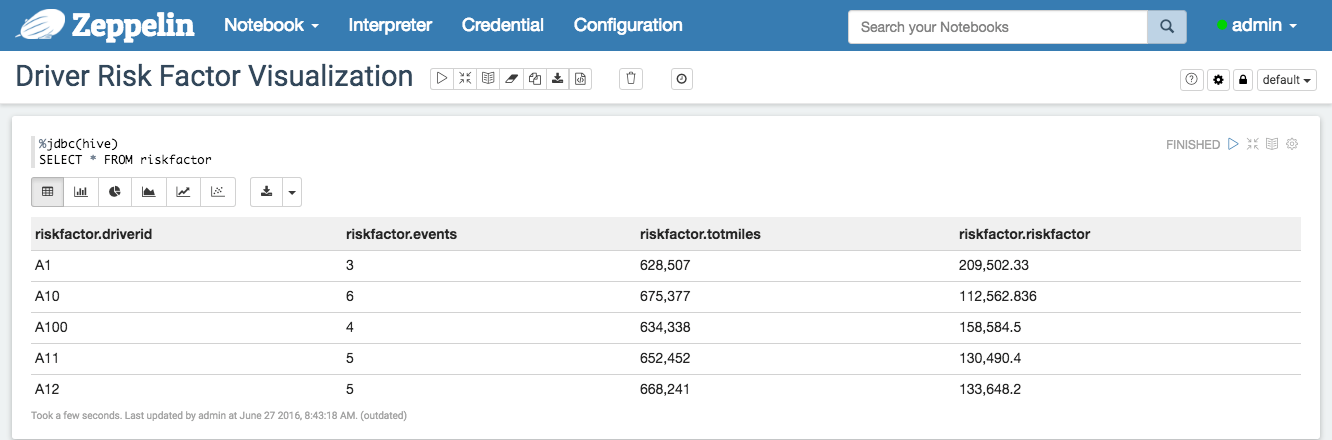 Zeppelin Notebook Interpreter Credential Configuration Search your Notebooks admin
Driver Risk Factor Visualization default
%jdbc(hive)
FINISHED
SELECT * FROM riskfactor
riskfactor.driverid riskfactor.events riskfactor.totmiles riskfactor.riskfactor
A1 3 628,507 209,502.33
A10 6 675,377 112,562.836
A100 4 634,338 158,584.5
A11 5 652,452 130,490.4
A12 5 668,241 133,648.2
Took a few seconds. Last updated by admin at June 27 2016, 8:43:18 AM. (outdated)